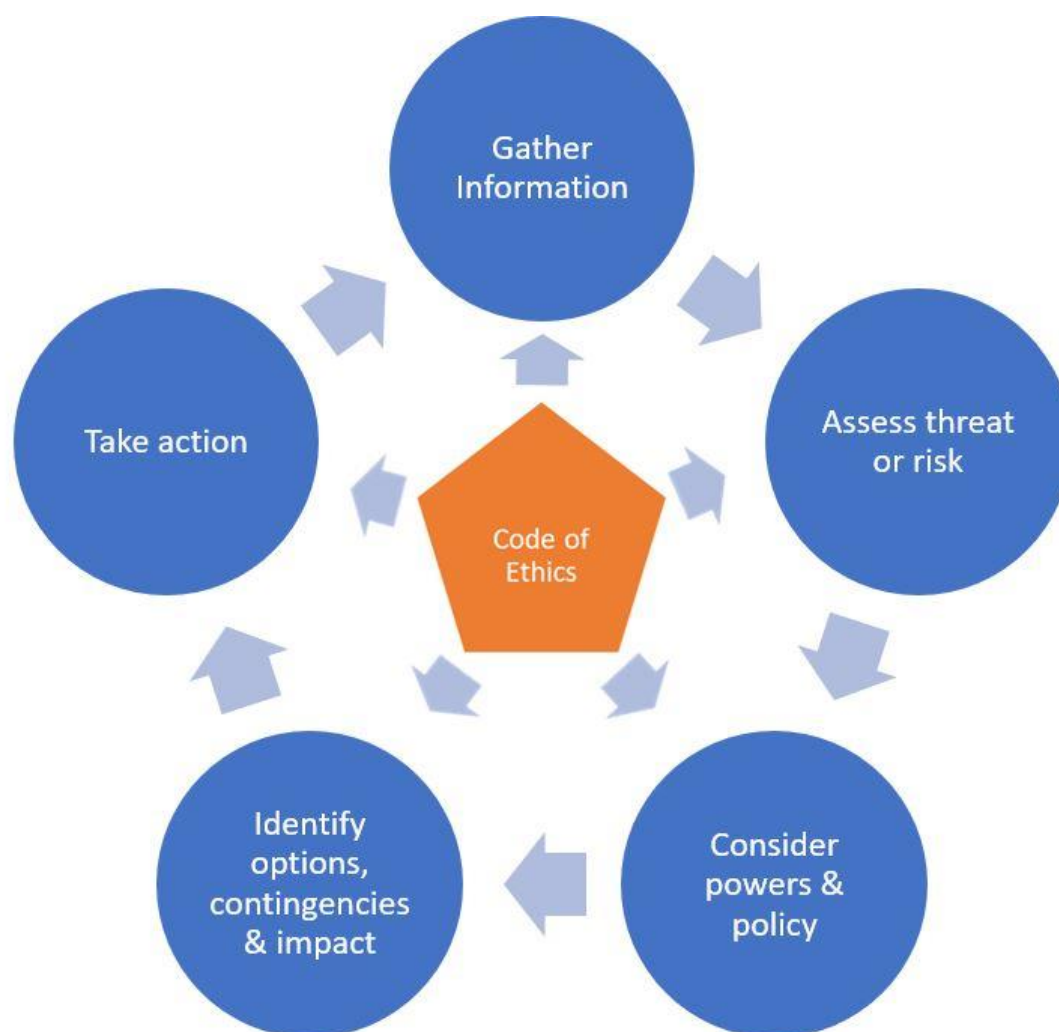 Gather
Information
Assess threat
or risk
Consider
powers &
policy
Identify
options,
contingencies
& impact
Take action
Code of
Ethics